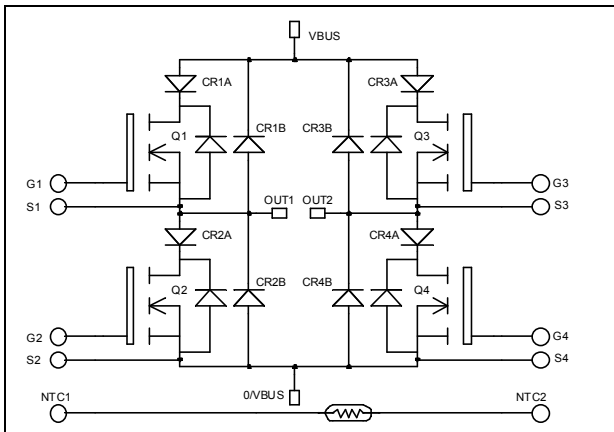 VBUS
CR1A
CR3A
CR1B
CR3B
Q1
Q3
G1
G3
S1
OUT1
OUT2
S3
CR2A
CR4A
CR2B
CR4B
Q2
Q4
G2
G4
S2
S4
0/VBUS
NTC1
NTC2